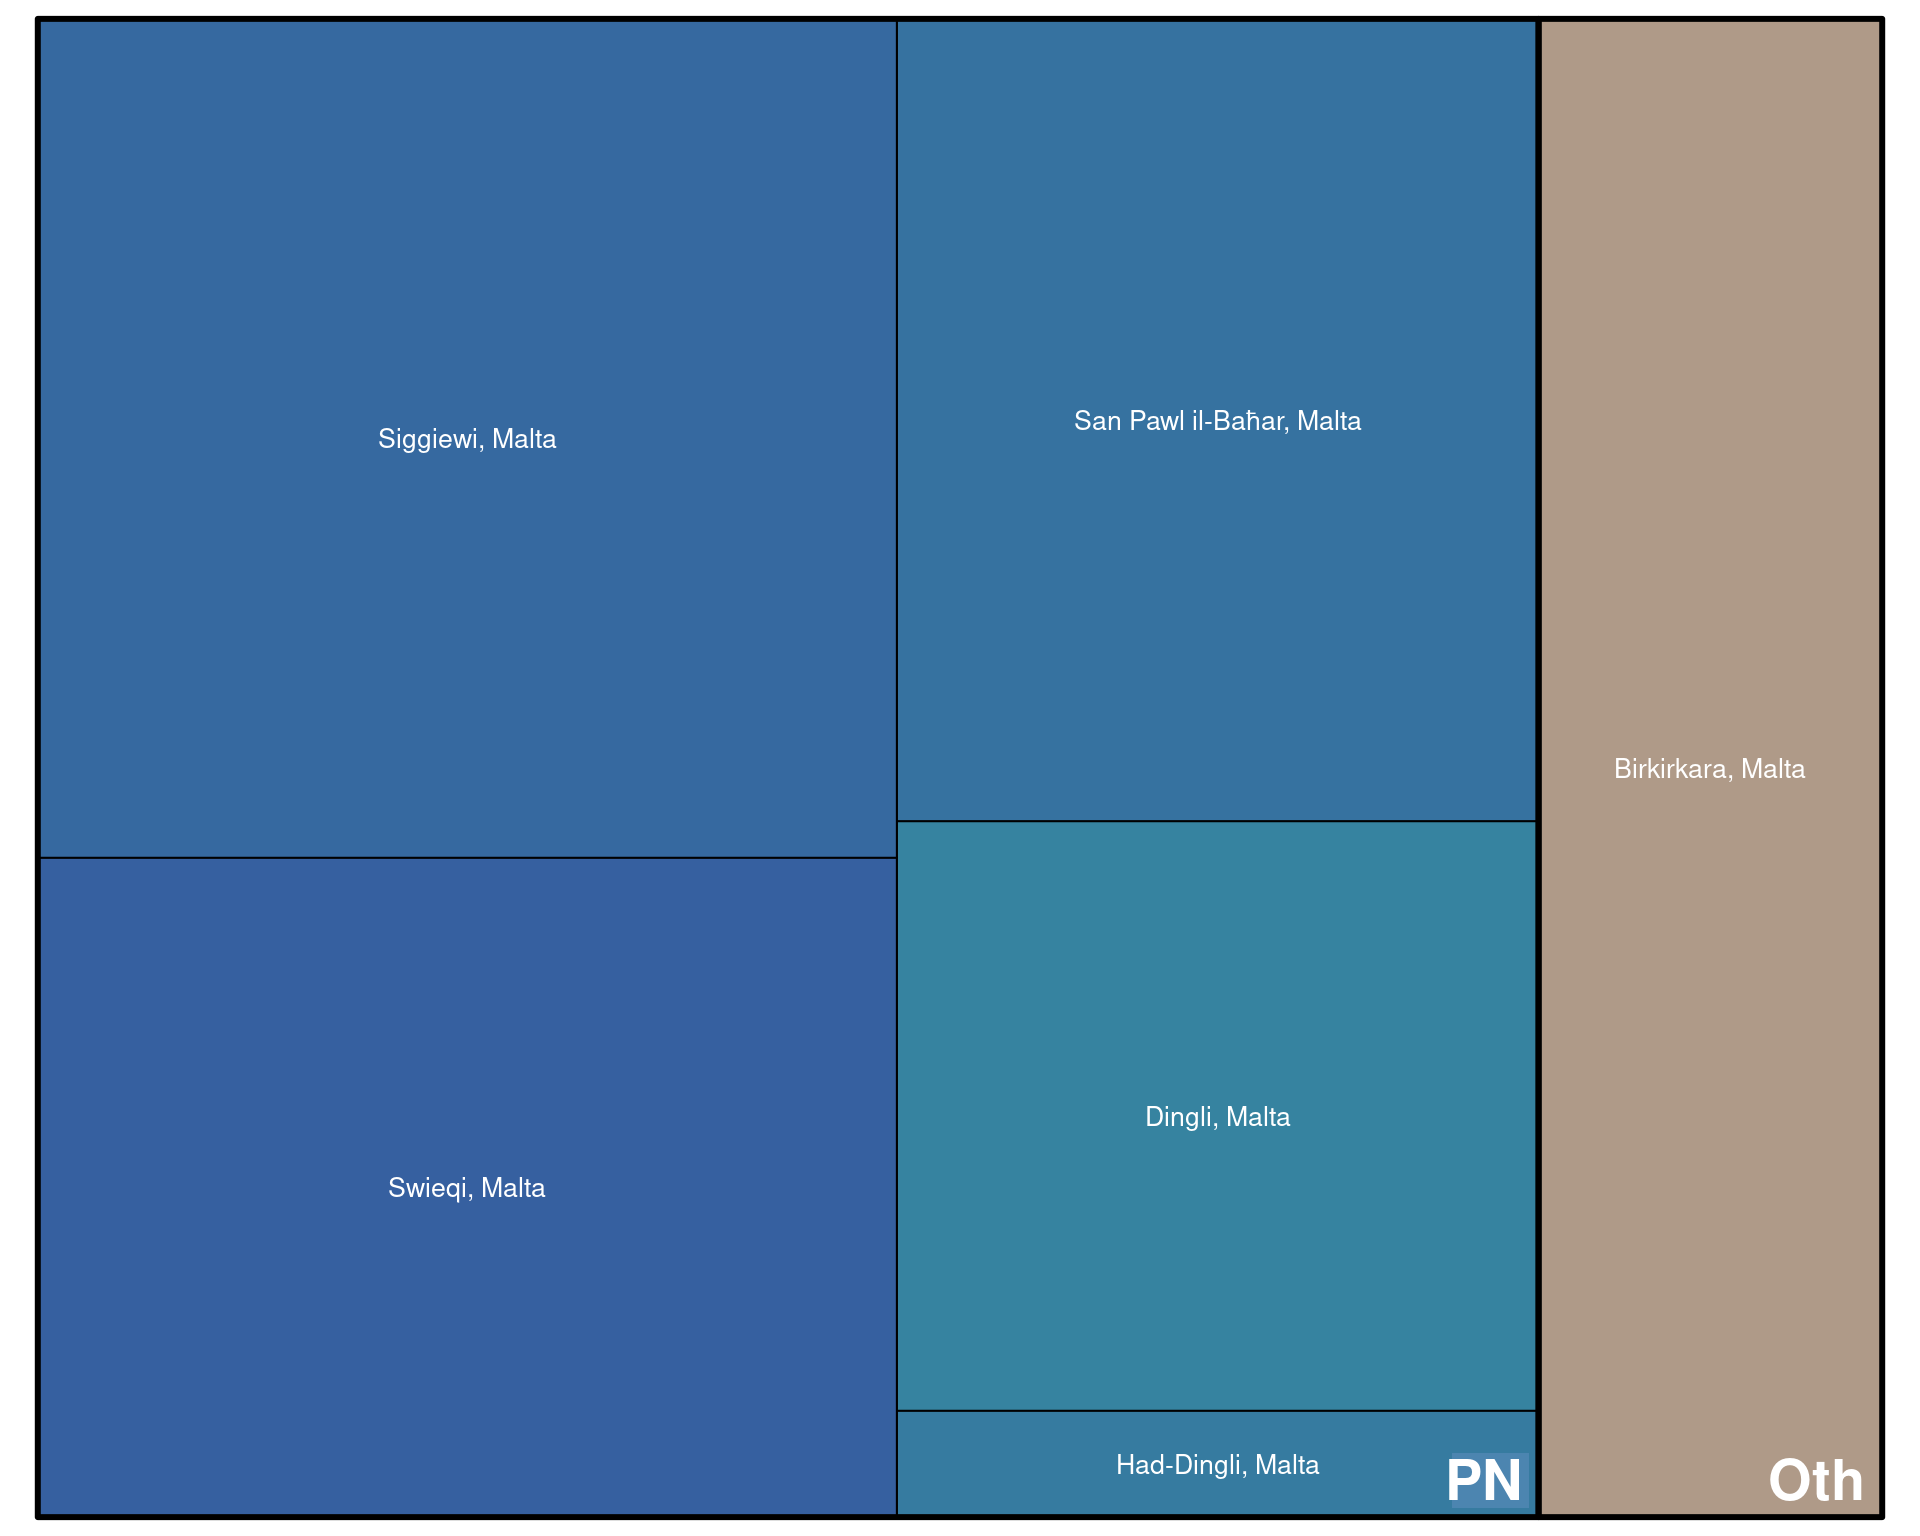 Siggiewi, Malta
San Pawl il-Baħar, Malta
Birkirkara, Malta
Dingli, Malta
Swieqi, Malta
Had-Dingli, Malta
PN
Oth